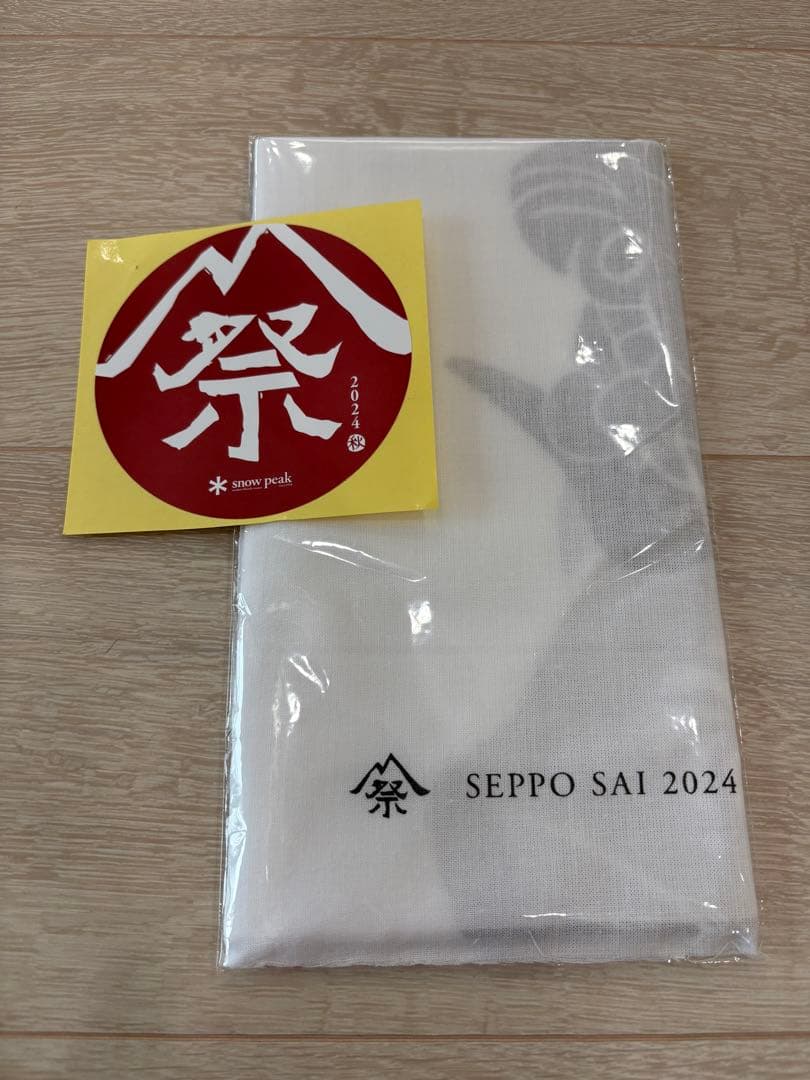 祭
2024
秋
snow peak
祭
SEPPO SAI 2024